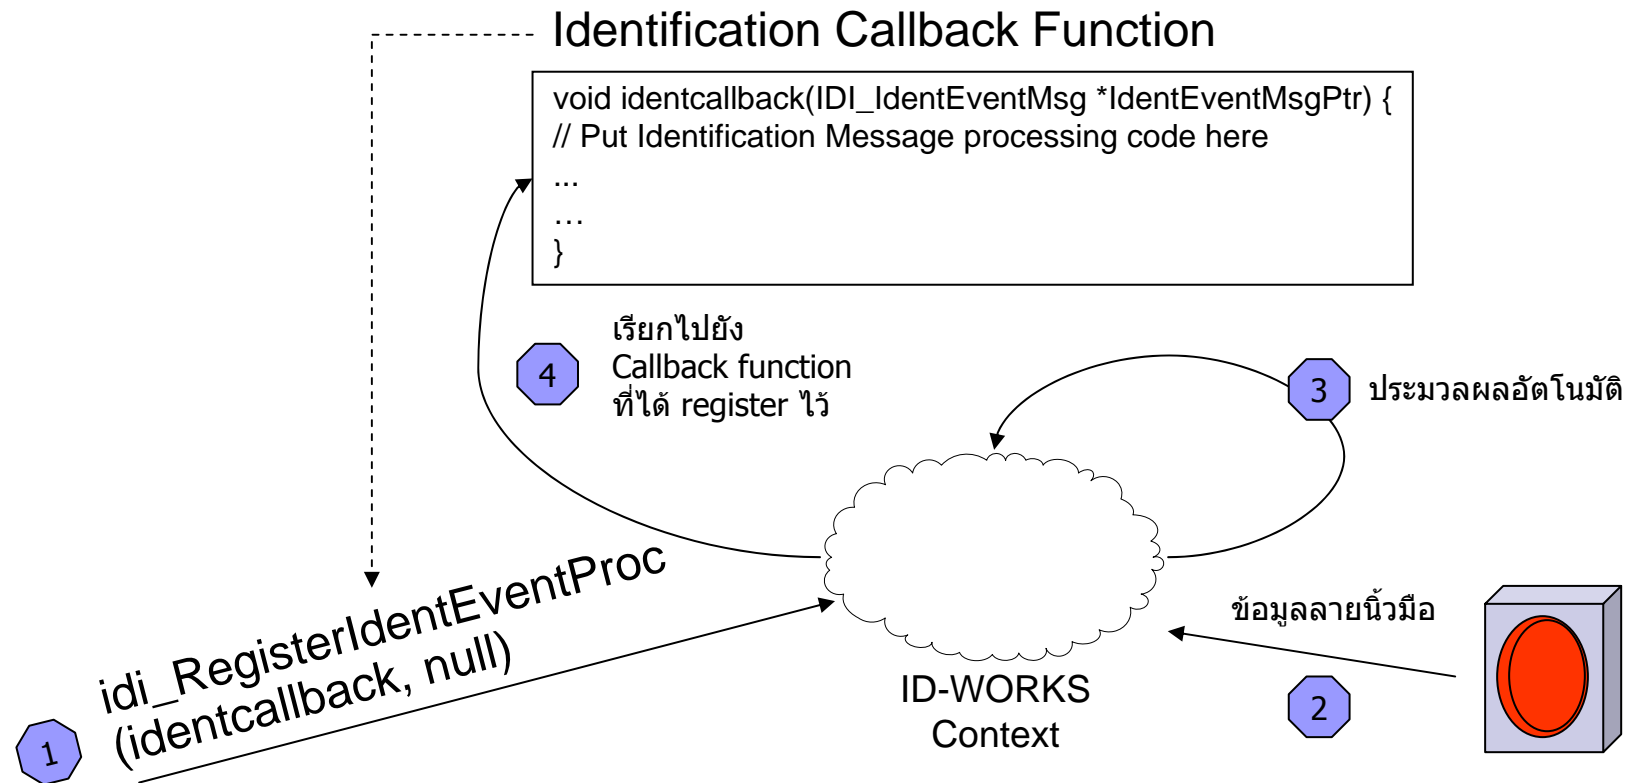 Identification Callback Function
void identcallback(IDI_IdentEventMsg *IdentEventMsgPtr) {
// Put Identification Message processing code here
...
…
}
4
เรียกไปยัง
Callback function
ที่ได้ register ไว้
3
ประมวลผลอัตโนมัติ
1
idi_RegisterIdentEventProc
(identcallback, null)
ID-WORKS
Context
ข้อมูลลายนิ้วมือ
2